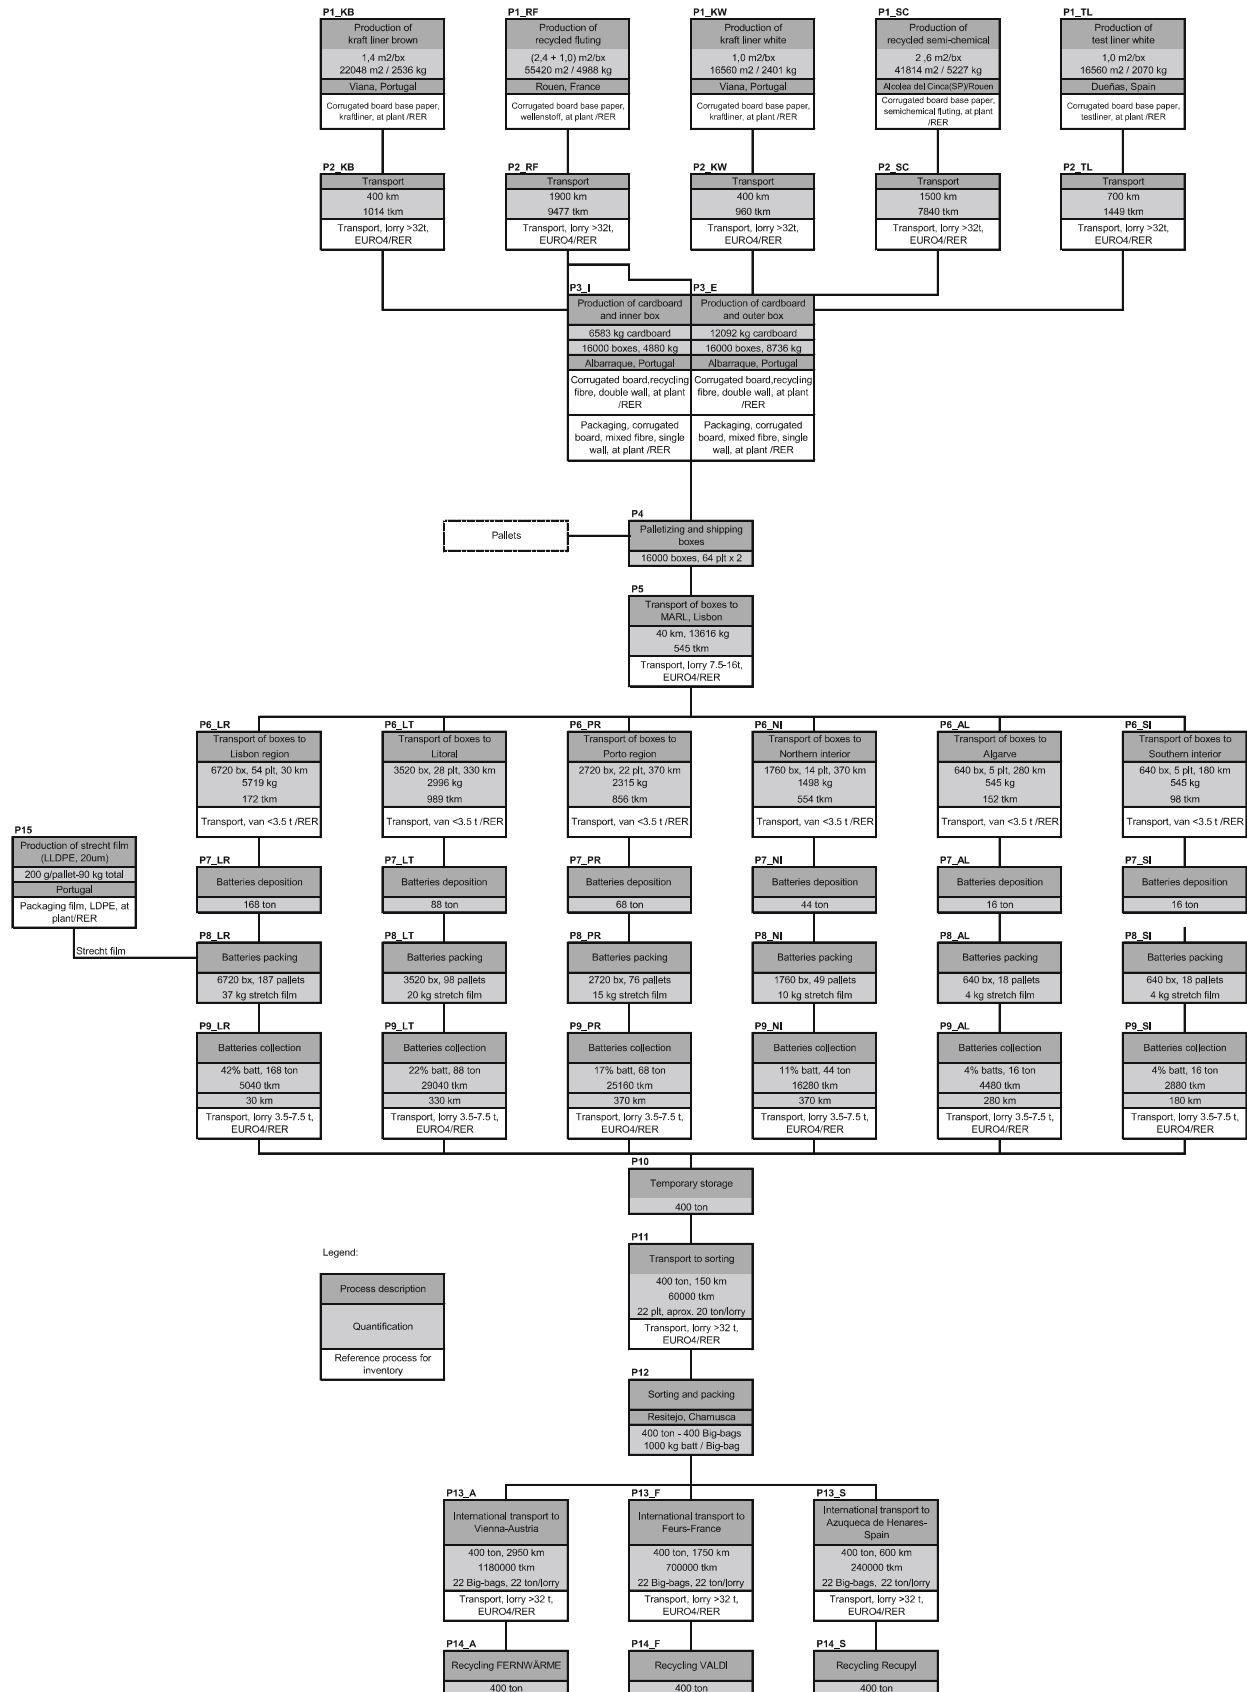 P1_KB
Production of
kraft liner brown
1,4 m2/bx
22048 m2 / 2536 kg
Viana, Portugal
Corrugated board base paper,
kraftliner, at plant /RER
P1_RF
Production of
recycled fluting
(2,4 + 1,0) m2/bx
55420 m2 / 4988 kg
Rouen, France
Corrugated board base paper,
wellenstoff, at plant /RER
P1_KW
Production of
kraft liner white
1,0 m2/bx
16560 m2 / 2401 kg
Viana, Portugal
Corrugated board base paper,
kraftliner, at plant /RER
P1_SC
Production of
recycled semi-chemical
2 ,6 m2/bx
41814 m2 / 5227 kg
Alcolea del Cinca(SP)/Rouen
Corrugated board base paper,
semichemical fluting, at plant
/RER
P1_TL
Production of
test liner white
1,0 m2/bx
16560 m2 / 2070 kg
Dueñas, Spain
Corrugated board base paper,
testliner, at plant /RER
P2_KB
Transport
400 km
1014 tkm
Transport, lorry >32t,
EURO4/RER
P2_RF
Transport
1900 km
9477 tkm
Transport, lorry >32t,
EURO4/RER
P2_KW
Transport
400 km
960 tkm
Transport, lorry >32t,
EURO4/RER
P2_SC
Transport
1500 km
7840 tkm
Transport, lorry >32t,
EURO4/RER
P2_TL
Transport
700 km
1449 tkm
Transport, lorry >32t,
EURO4/RER
P3_I
Production of cardboard
and inner box
6583 kg cardboard
16000 boxes, 4880 kg
Albarraque, Portugal
Corrugated board,recycling
fibre, double wall, at plant
/RER
Packaging, corrugated
board, mixed fibre, single
wall, at plant /RER
P3_E
Production of cardboard
and outer box
12092 kg cardboard
16000 boxes, 8736 kg
Albarraque, Portugal
Corrugated board,recycling
fibre, double wall, at plant
/RER
Packaging, corrugated
board, mixed fibre, single
wall, at plant /RER
Pallets
P4
Palletizing and shipping
boxes
16000 boxes, 64 plt x 2
P5
Transport of boxes to
MARL, Lisbon
40 km, 13616 kg
545 tkm
Transport, lorry 7.5-16t,
EURO4/RER
P6_LR
Transport of boxes to
Lisbon region
6720 bx, 54 plt, 30 km
5719 kg
172 tkm
Transport, van <3.5 t /RER
P6_LT
Transport of boxes to
Litoral
3520 bx, 28 plt, 330 km
2996 kg
989 tkm
Transport, van <3.5 t /RER
P6_PR
Transport of boxes to
Porto region
2720 bx, 22 plt, 370 km
2315 kg
856 tkm
Transport, van <3.5 t /RER
P6_NI
Transport of boxes to
Northern interior
1760 bx, 14 plt, 370 km
1498 kg
554 tkm
Transport, van <3.5 t /RER
P6_AL
Transport of boxes to
Algarve
640 bx, 5 plt, 280 km
545 kg
152 tkm
Transport, van <3.5 t /RER
P6_SI
Transport of boxes to
Southern interior
640 bx, 5 plt, 180 km
545 kg
98 tkm
Transport, van <3.5 t /RER
P15
Production of strecht film
(LLDPE, 20um)
200 g/pallet-90 kg total
Portugal
Packaging film, LDPE, at
plant/RER
Strecht film
P7_LR
Batteries deposition
168 ton
P7_LT
Batteries deposition
88 ton
P7_PR
Batteries deposition
68 ton
P7_NI
Batteries deposition
44 ton
P7_AL
Batteries deposition
16 ton
P7_SI
Batteries deposition
16 ton
P8_LR
Batteries packing
6720 bx, 187 pallets
37 kg stretch film
P8_LT
Batteries packing
3520 bx, 98 pallets
20 kg stretch film
P8_PR
Batteries packing
2720 bx, 76 pallets
15 kg stretch film
P8_NI
Batteries packing
1760 bx, 49 pallets
10 kg stretch film
P8_AL
Batteries packing
640 bx, 18 pallets
4 kg stretch film
P8_SI
Batteries packing
640 bx, 18 pallets
4 kg stretch film
P9_LR
Batteries collection
42% batt, 168 ton
5040 tkm
30 km
Transport, lorry 3.5-7.5 t,
EURO4/RER
P9_LT
Batteries collection
22% batt, 88 ton
29040 tkm
330 km
Transport, lorry 3.5-7.5 t,
EURO4/RER
P9_PR
Batteries collection
17% batt, 68 ton
25160 tkm
370 km
Transport, lorry 3.5-7.5 t,
EURO4/RER
P9_NI
Batteries collection
11% batt, 44 ton
16280 tkm
370 km
Transport, lorry 3.5-7.5 t,
EURO4/RER
P9_AL
Batteries collection
4% batts, 16 ton
4480 tkm
280 km
Transport, lorry 3.5-7.5 t,
EURO4/RER
P9_SI
Batteries collection
4% batt, 16 ton
2880 tkm
180 km
Transport, lorry 3.5-7.5 t,
EURO4/RER
P10
Temporary storage
400 ton
P11
Transport to sorting
400 ton, 150 km
60000 tkm
22 plt, aprox. 20 ton/lorry
Transport, lorry >32 t,
EURO4/RER
Legend:
Process description
Quantification
Reference process for
inventory
P12
Sorting and packing
Resitejo, Chamusca
400 ton - 400 Big-bags
1000 kg batt / Big-bag
P13_A
International transport to
Vienna-Austria
400 ton, 2950 km
1180000 tkm
22 Big-bags, 22 ton/lorry
Transport, lorry >32 t,
EURO4/RER
P13_F
International transport to
Feurs-France
400 ton, 1750 km
700000 tkm
22 Big-bags, 22 ton/lorry
Transport, lorry >32 t,
EURO4/RER
P13_S
International transport to
Azuqueca de Henares-
Spain
400 ton, 600 km
240000 tkm
22 Big-bags, 22 ton/lorry
Transport, lorry >32 t,
EURO4/RER
P14_A
Recycling FERNWÄRME
400 ton
P14_F
Recycling VALDI
400 ton
P14_S
Recycling Recupyl
400 ton